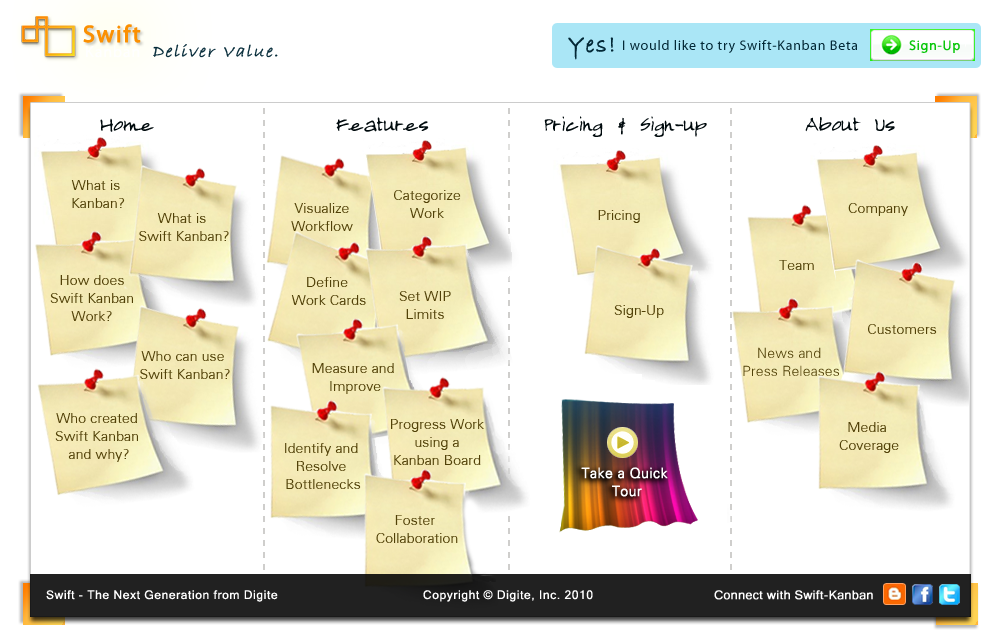 Swift
Deliver Value.
Yes! I would like to try Swift-Kanban Beta
Sign-Up
Home
What is
Kanban?
What is
Swift Kanban?
How does
Swift Kanban
Work?
Who can use
Swift Kanban?
Who created
Swift Kanban
and why?
Features
Visualize
Workflow
Categorize
Work
Define
Work Cards
Set WIP
Limits
Measure and
Improve
Progress Work
using a
Kanban Board
Identify and
Resolve
Bottlenecks
Foster
Collaboration
Pricing & Sign-up
Pricing
Sign-Up
Take a Quick
Tour
About Us
Company
Team
Customers
News and
Press Releases
Media
Coverage
Swift - The Next Generation from Digite
Copyright © Digite, Inc. 2010
Connect with Swift-Kanban